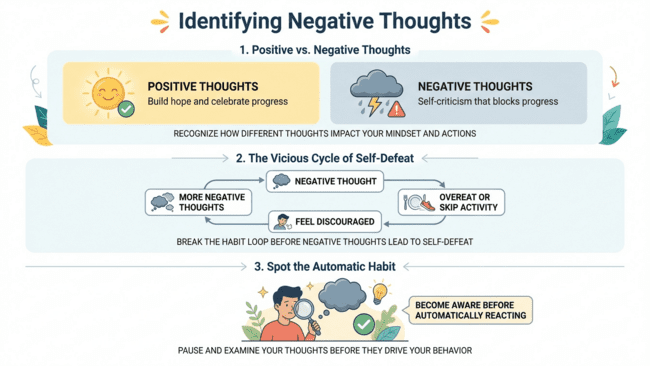 Identifying Negative Thoughts
1. Positive vs. Negative Thoughts
POSITIVE THOUGHTS
Build hope and celebrate progress
NEGATIVE THOUGHTS
Self-criticism that blocks progress
RECOGNIZE HOW DIFFERENT THOUGHTS IMPACT YOUR MINDSET AND ACTIONS
2. The Vicious Cycle of Self-Defeat
NEGATIVE THOUGHT
MORE NEGATIVE
THOUGHTS
OVEREAT OR
SKIP ACTIVITY
FEEL DISCOURAGED
BREAK THE HABIT LOOP BEFORE NEGATIVE THOUGHTS LEAD TO SELF-DEFEAT
3. Spot the Automatic Habit
BECOME AWARE BEFORE
AUTOMATICALLY REACTING
PAUSE AND EXAMINE YOUR THOUGHTS BEFORE THEY DRIVE YOUR BEHAVIOR